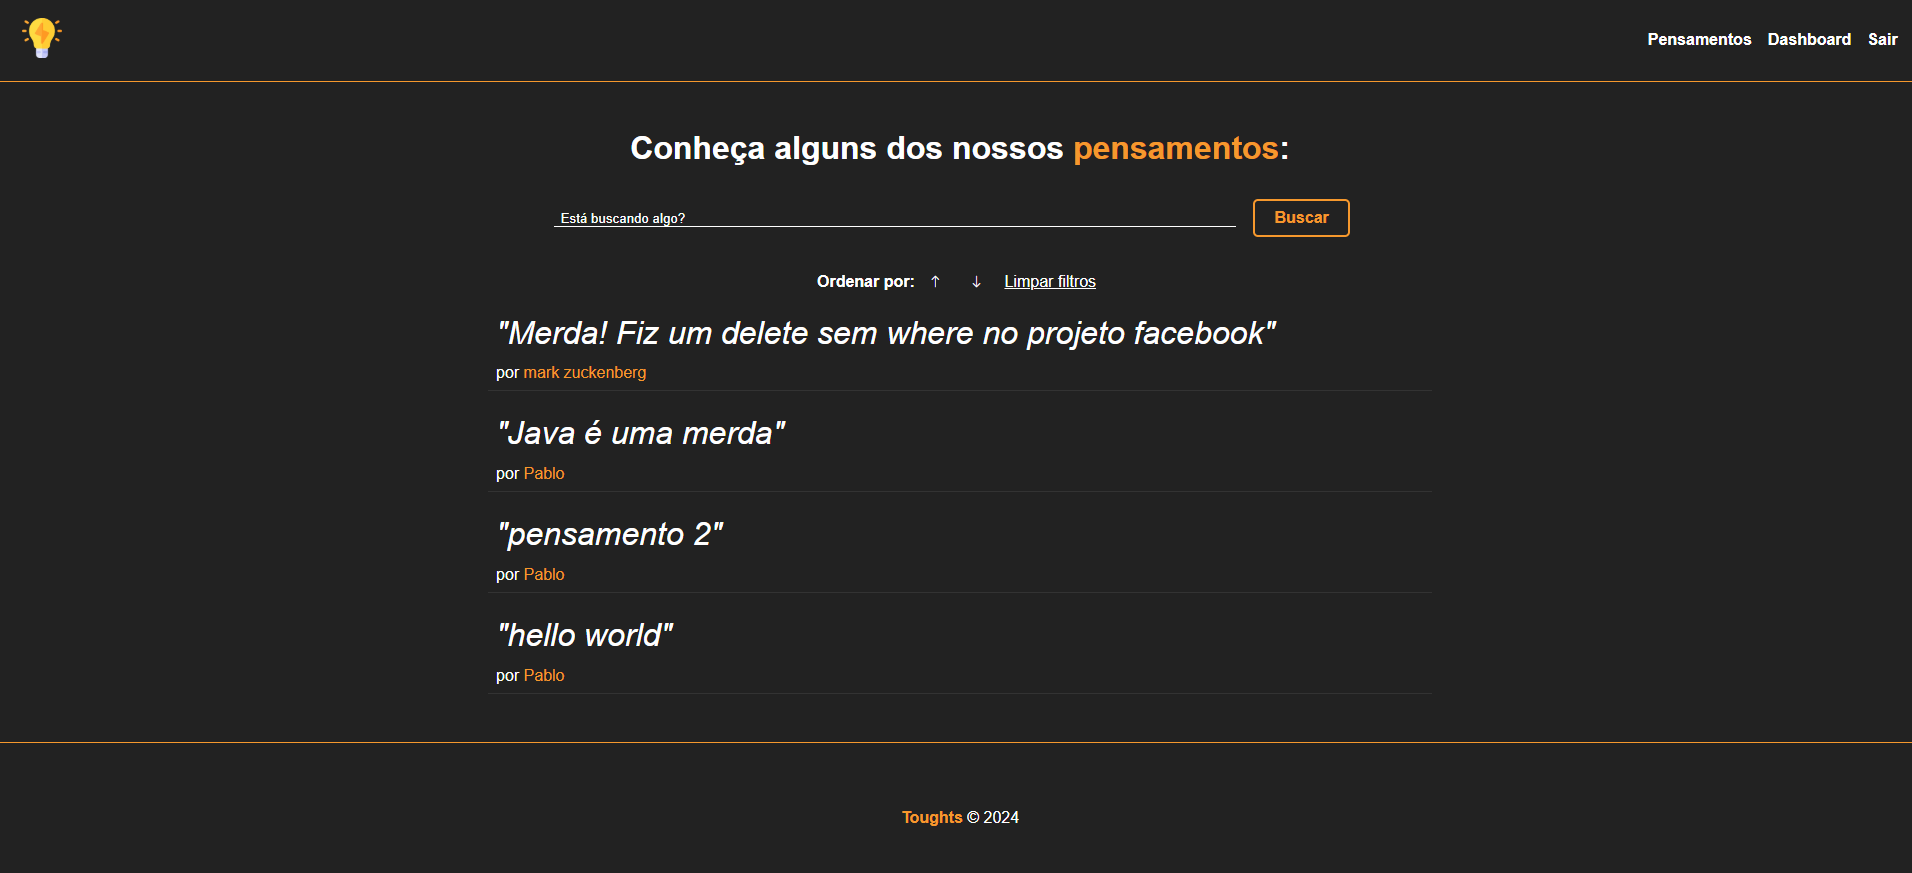 Pensamentos Dashboard Sair
Conheça alguns dos nossos pensamentos:
Está buscando algo? Buscar
Ordenar por: ↑ ↓ Limpar filtros
"Merda! Fiz um delete sem where no projeto facebook"
por mark zuckenberg
"Java é uma merda"
por Pablo
"pensamento 2"
por Pablo
"hello world"
por Pablo
Toughts © 2024